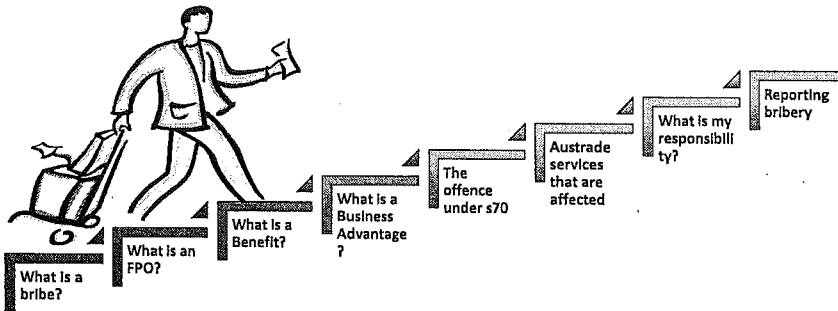 What is a
bribe?
What is an
FPO?
What is a
Benefit?
What is a
Business
Advantage
?
The
offence
under s70
Austrade
services
that are
affected
What is my
responsibili
ty?
Reporting
bribery